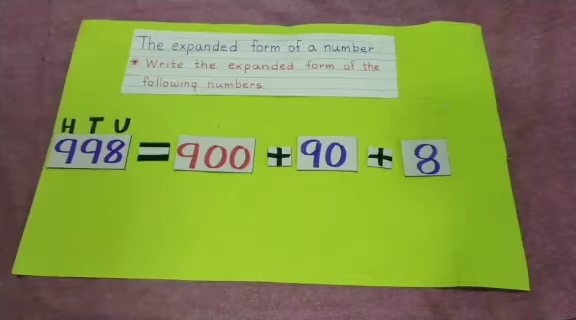 The expanded form of a number
* Write the expanded form of the
following numbers.
H T U
998 = 900 + 90 + 8